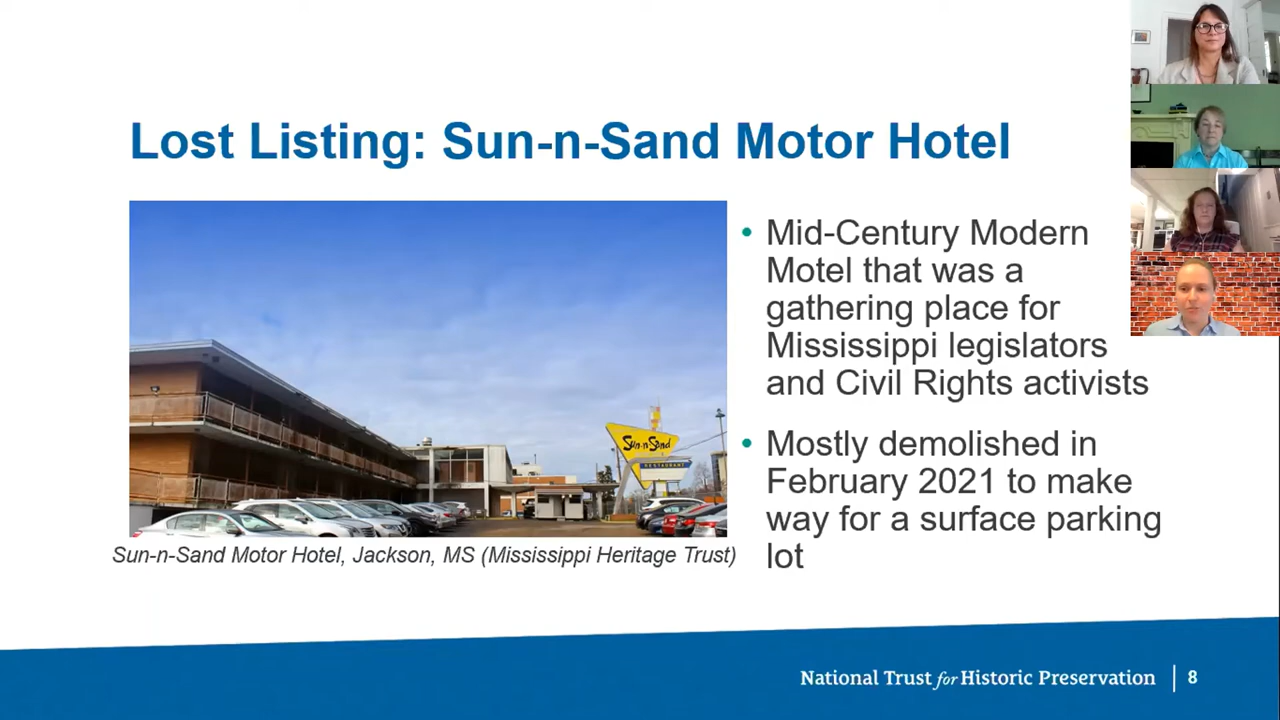 Lost Listing: Sun-n-Sand Motor Hotel
Sun-n-Sand
RESTAURANT
Sun-n-Sand Motor Hotel, Jackson, MS (Mississippi Heritage Trust)
• Mid-Century Modern
Motel that was a
gathering place for
Mississippi legislators
and Civil Rights activists
• Mostly demolished in
February 2021 to make
way for a surface parking
lot
National Trust for Historic Preservation | 8